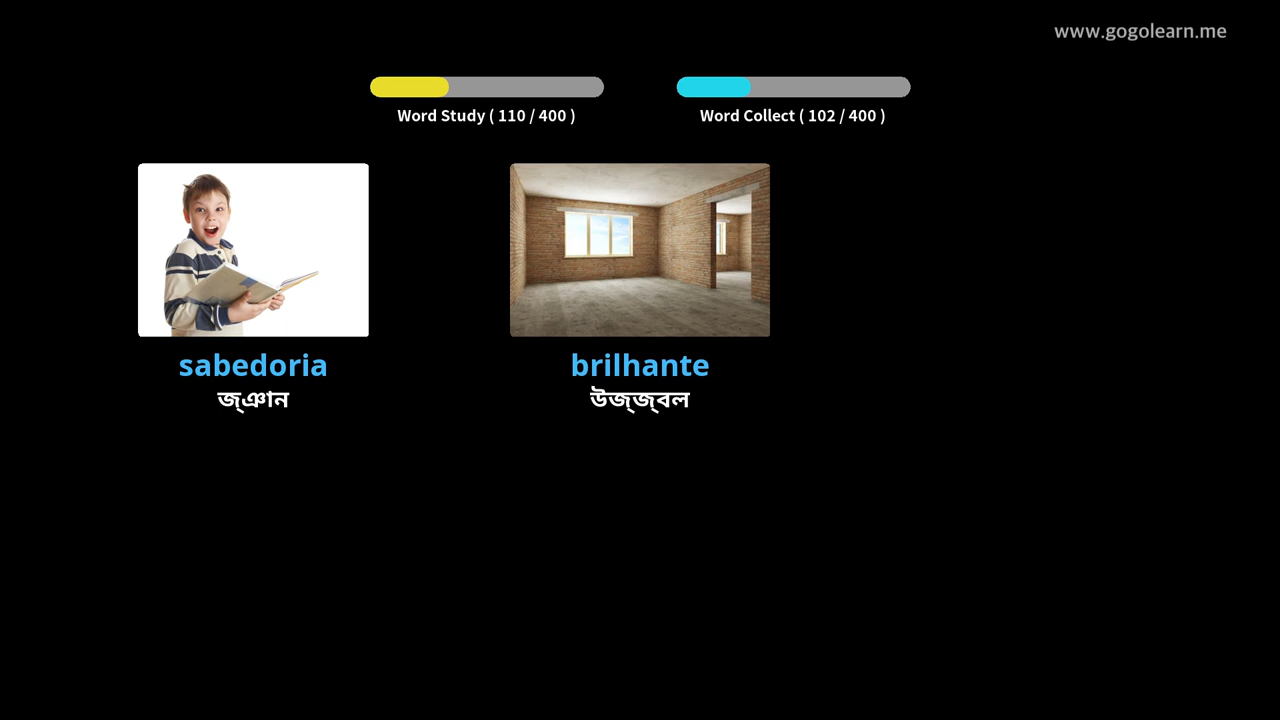 www.gogolearn.me
Word Study ( 110 / 400 )
Word Collect ( 102 / 400 )
sabedoria
জ্ঞান
brilhante
উজ্জ্বল